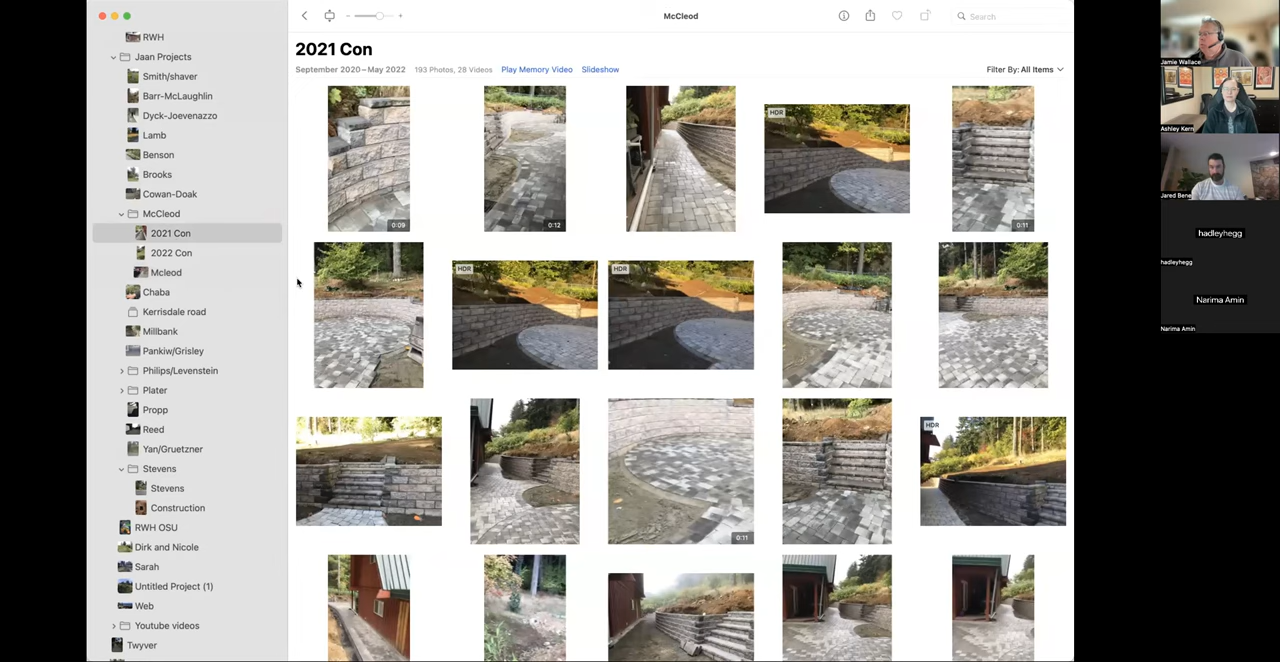 McCleod
Search
RWH
Jaan Projects
Smith/shaver
Barr-McLaughlin
Dyck-Joevenazzo
Lamb
Benson
Brooks
Cowan-Doak
McCleod
2021 Con
2022 Con
Mcleod
Chaba
Kerrisdale road
Millbank
Pankiw/Grisley
Philips/Levenstein
Plater
Propp
Reed
Yan/Gruetzner
Stevens
Stevens
Construction
RWH OSU
Dirk and Nicole
Sarah
Untitled Project (1)
Web
Youtube videos
Twyver
2021 Con
September 2020–May 2022 193 Photos, 28 Videos Play Memory Video Slideshow
Filter By: All Items
HDR
0:09
0:12
0:11
HDR
HDR
HDR
0:11
Jamie Wallace
Ashley Kern
Jared Bene
hadleyhegg
hadleyhegg
Narima Amin
Narima Amin